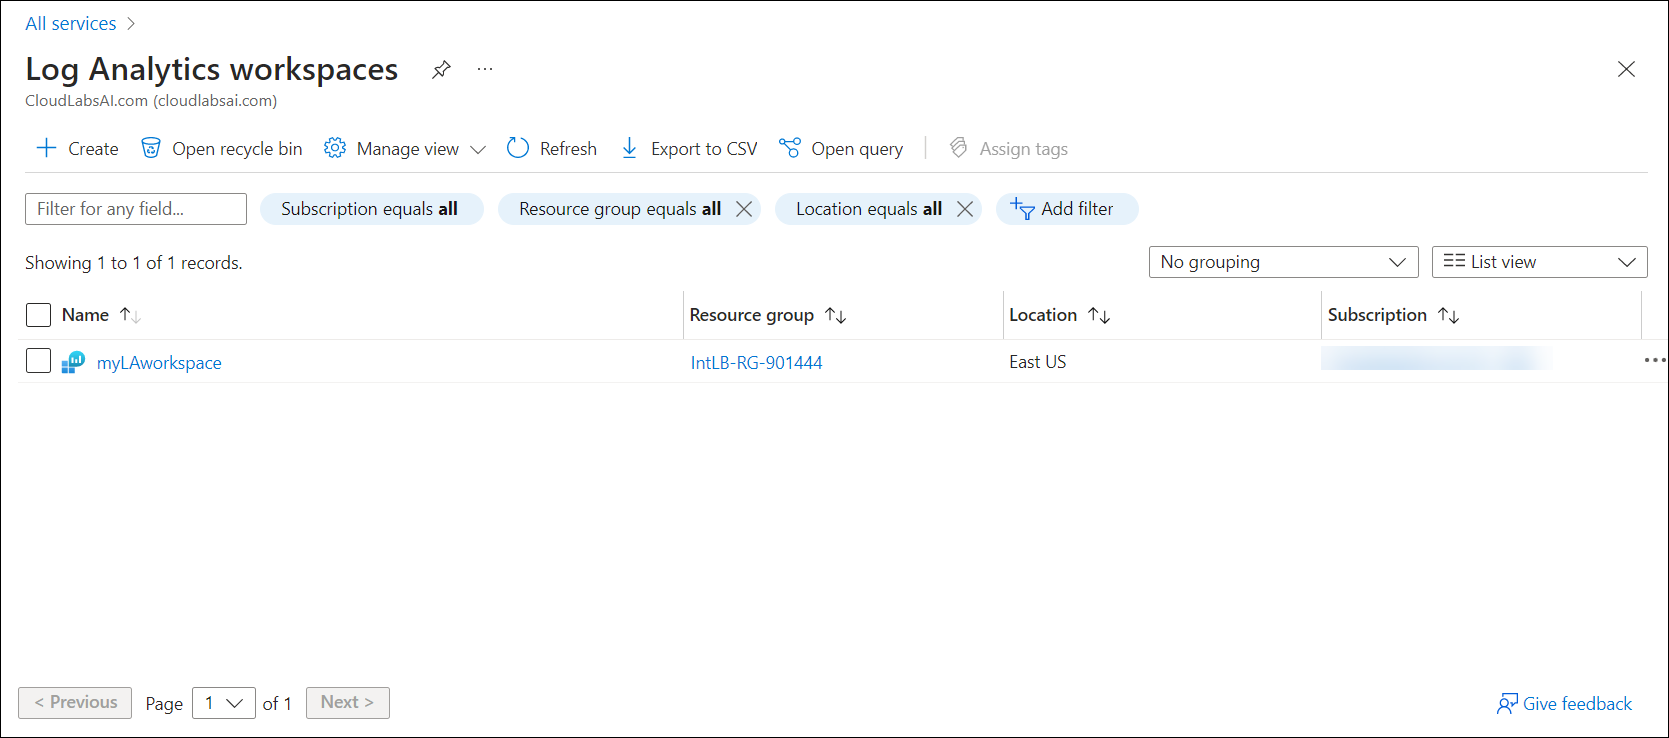 All services >
Log Analytics workspaces ...
CloudLabsAI.com (cloudlabsai.com)
Create Open recycle bin Manage view Refresh Export to CSV Open query Assign tags
Filter for any field... Subscription equals all Resource group equals all Location equals all Add filter
Showing 1 to 1 of 1 records. No grouping List view
Name Resource group Location Subscription
myLAworkspace IntLB-RG-901444 East US
< Previous Page 1 of 1 Next > Give feedback